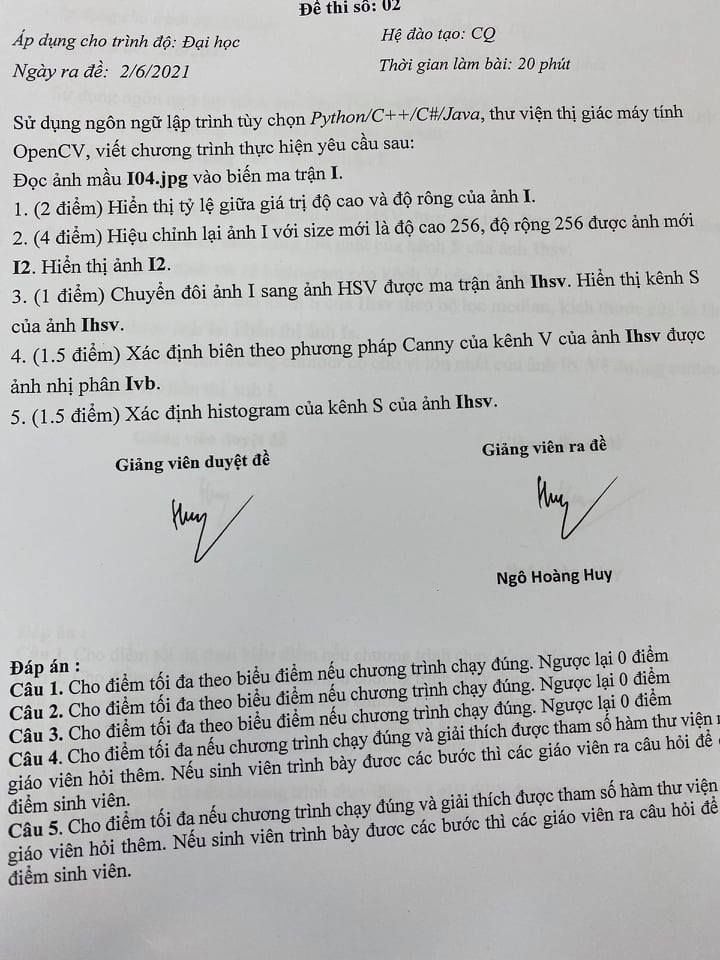 Đề thi số: 02
Áp dụng cho trình độ: Đại học
Hệ đào tạo: CQ
Ngày ra đề: 2/6/2021
Thời gian làm bài: 20 phút
Sử dụng ngôn ngữ lập trình tùy chọn Python/C++/C#/Java, thư viện thị giác máy tính
OpenCV, viết chương trình thực hiện yêu cầu sau:
Đọc ảnh mầu I04.jpg vào biến ma trận I.
1. (2 điểm) Hiển thị tỷ lệ giữa giá trị độ cao và độ rông của ảnh I.
2. (4 điểm) Hiệu chỉnh lại ảnh I với size mới là độ cao 256, độ rộng 256 được ảnh mới
I2. Hiển thị ảnh I2.
3. (1 điểm) Chuyển đôi ảnh I sang ảnh HSV được ma trận ảnh Ihsv. Hiển thị kênh S
của ảnh Ihsv.
4. (1.5 điểm) Xác định biên theo phương pháp Canny của kênh V của ảnh Ihsv được
ảnh nhị phân Ivb.
5. (1.5 điểm) Xác định histogram của kênh S của ảnh Ihsv.
Giảng viên duyệt đề
Giảng viên ra đề
Huy
Huy
Ngô Hoàng Huy
Đáp án :
Câu 1. Cho điểm tối đa theo biểu điểm nếu chương trình chạy đúng. Ngược lại 0 điểm
Câu 2. Cho điểm tối đa theo biểu điểm nếu chương trình chạy đúng. Ngược lại 0 điểm
Câu 3. Cho điểm tối đa theo biểu điểm nếu chương trình chạy đúng. Ngược lại 0 điểm
Câu 4. Cho điểm tối đa nếu chương trình chạy đúng và giải thích được tham số hàm thư viện
giáo viên hỏi thêm. Nếu sinh viên trình bày đươc các bước thì các giáo viên ra câu hỏi để
điểm sinh viên.
Câu 5. Cho điểm tối đa nếu chương trình chạy đúng và giải thích được tham số hàm thư viện
giáo viên hỏi thêm. Nếu sinh viên trình bày đươc các bước thì các giáo viên ra câu hỏi để
điểm sinh viên.